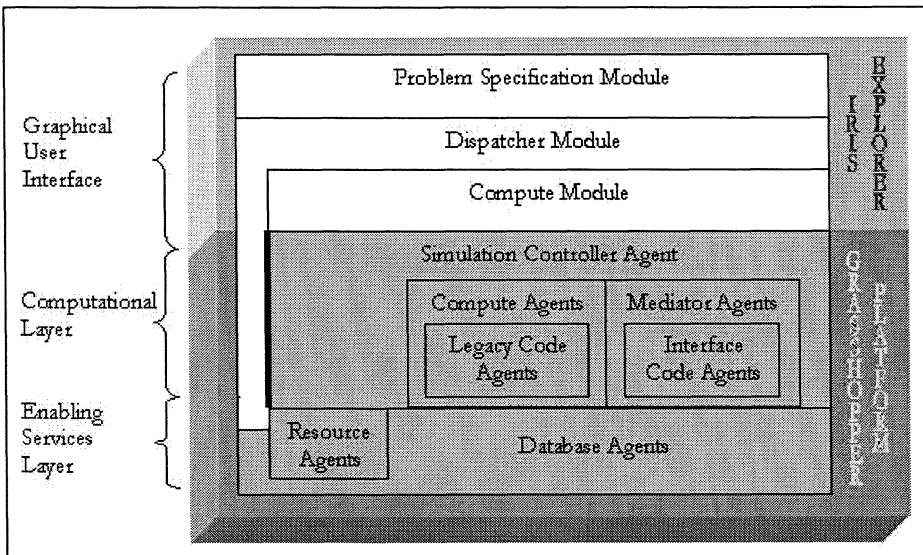 Problem Specification Module
Dispatcher Module
Compute Module
Graphical
User
Interface
Simulation Controller Agent
Compute Agents
Mediator Agents
Legacy Code
Agents
Interface
Code Agents
Computational
Layer
Enabling
Services
Layer
Resource
Agents
Database Agents
IRIS
EXPLORER
GRASSHOPPER
PLATFORM